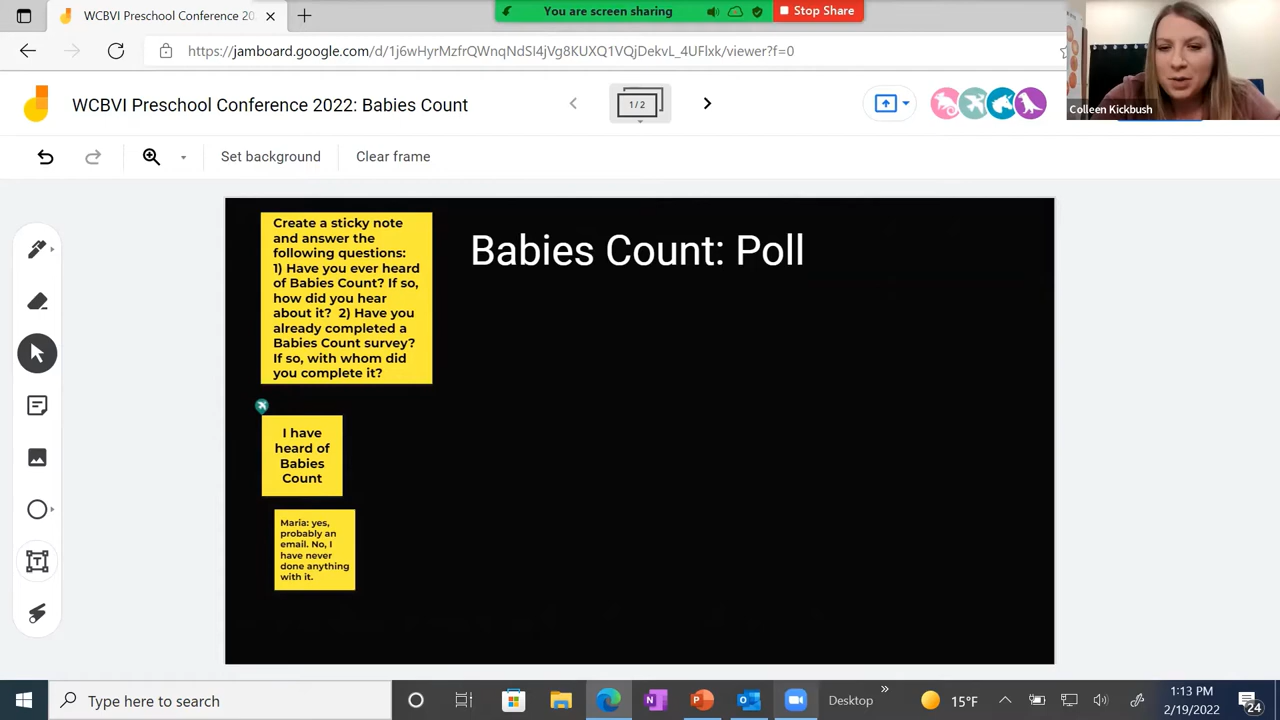 WCBVI Preschool Conference 20
You are screen sharing
Stop Share
https://jamboard.google.com/d/1j6wHyrMzfrQWnqNdSI4jVg8KUXQ1VQjDekvL_4UFlxk/viewer?f=0
Colleen Kickbush
WCBVI Preschool Conference 2022: Babies Count
1/2
Set background
Clear frame
Create a sticky note
and answer the
following questions:
1) Have you ever heard
of Babies Count? If so,
how did you hear
about it? 2) Have you
already completed a
Babies Count survey?
If so, with whom did
you complete it?
Babies Count: Poll
I have
heard of
Babies
Count
Maria: yes,
probably an
email. No, I
have never
done anything
with it.
Type here to search
Desktop
15°F
1:13 PM
2/19/2022
24